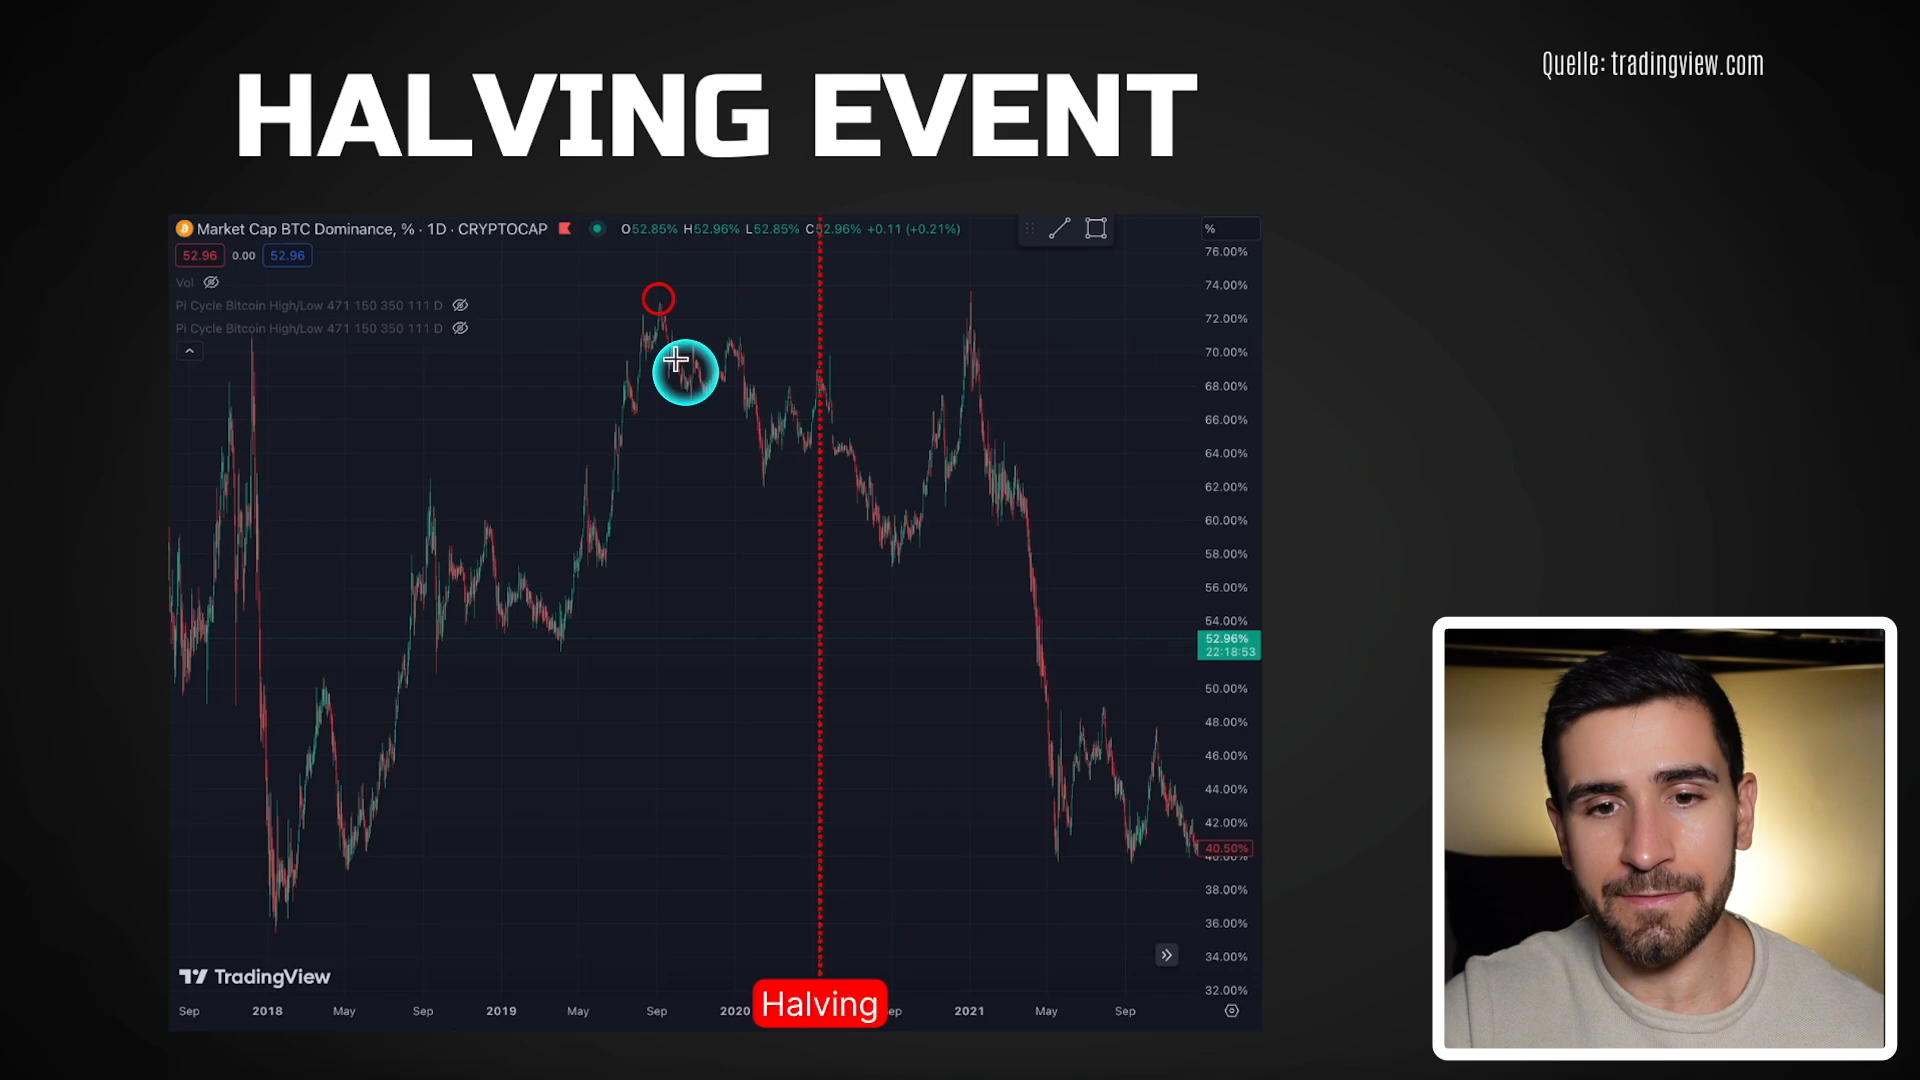 HALVING EVENT
Quelle: tradingview.com
Market Cap BTC Dominance, % · 1D · CRYPTOCAP O52.85% H52.96% L52.85% C52.96% +0.11 (+0.21%)
%
52.96 0.00 52.96
Vol
Pi Cycle Bitcoin High/Low 471 150 350 111 D
Pi Cycle Bitcoin High/Low 471 150 350 111 D
76.00%
74.00%
72.00%
70.00%
68.00%
66.00%
64.00%
62.00%
60.00%
58.00%
56.00%
54.00%
52.96%
22:18:53
50.00%
48.00%
46.00%
44.00%
42.00%
40.50%
40.00%
38.00%
36.00%
34.00%
32.00%
TradingView
Halving
Sep 2018 May Sep 2019 May Sep 2020 ep 2021 May Sep